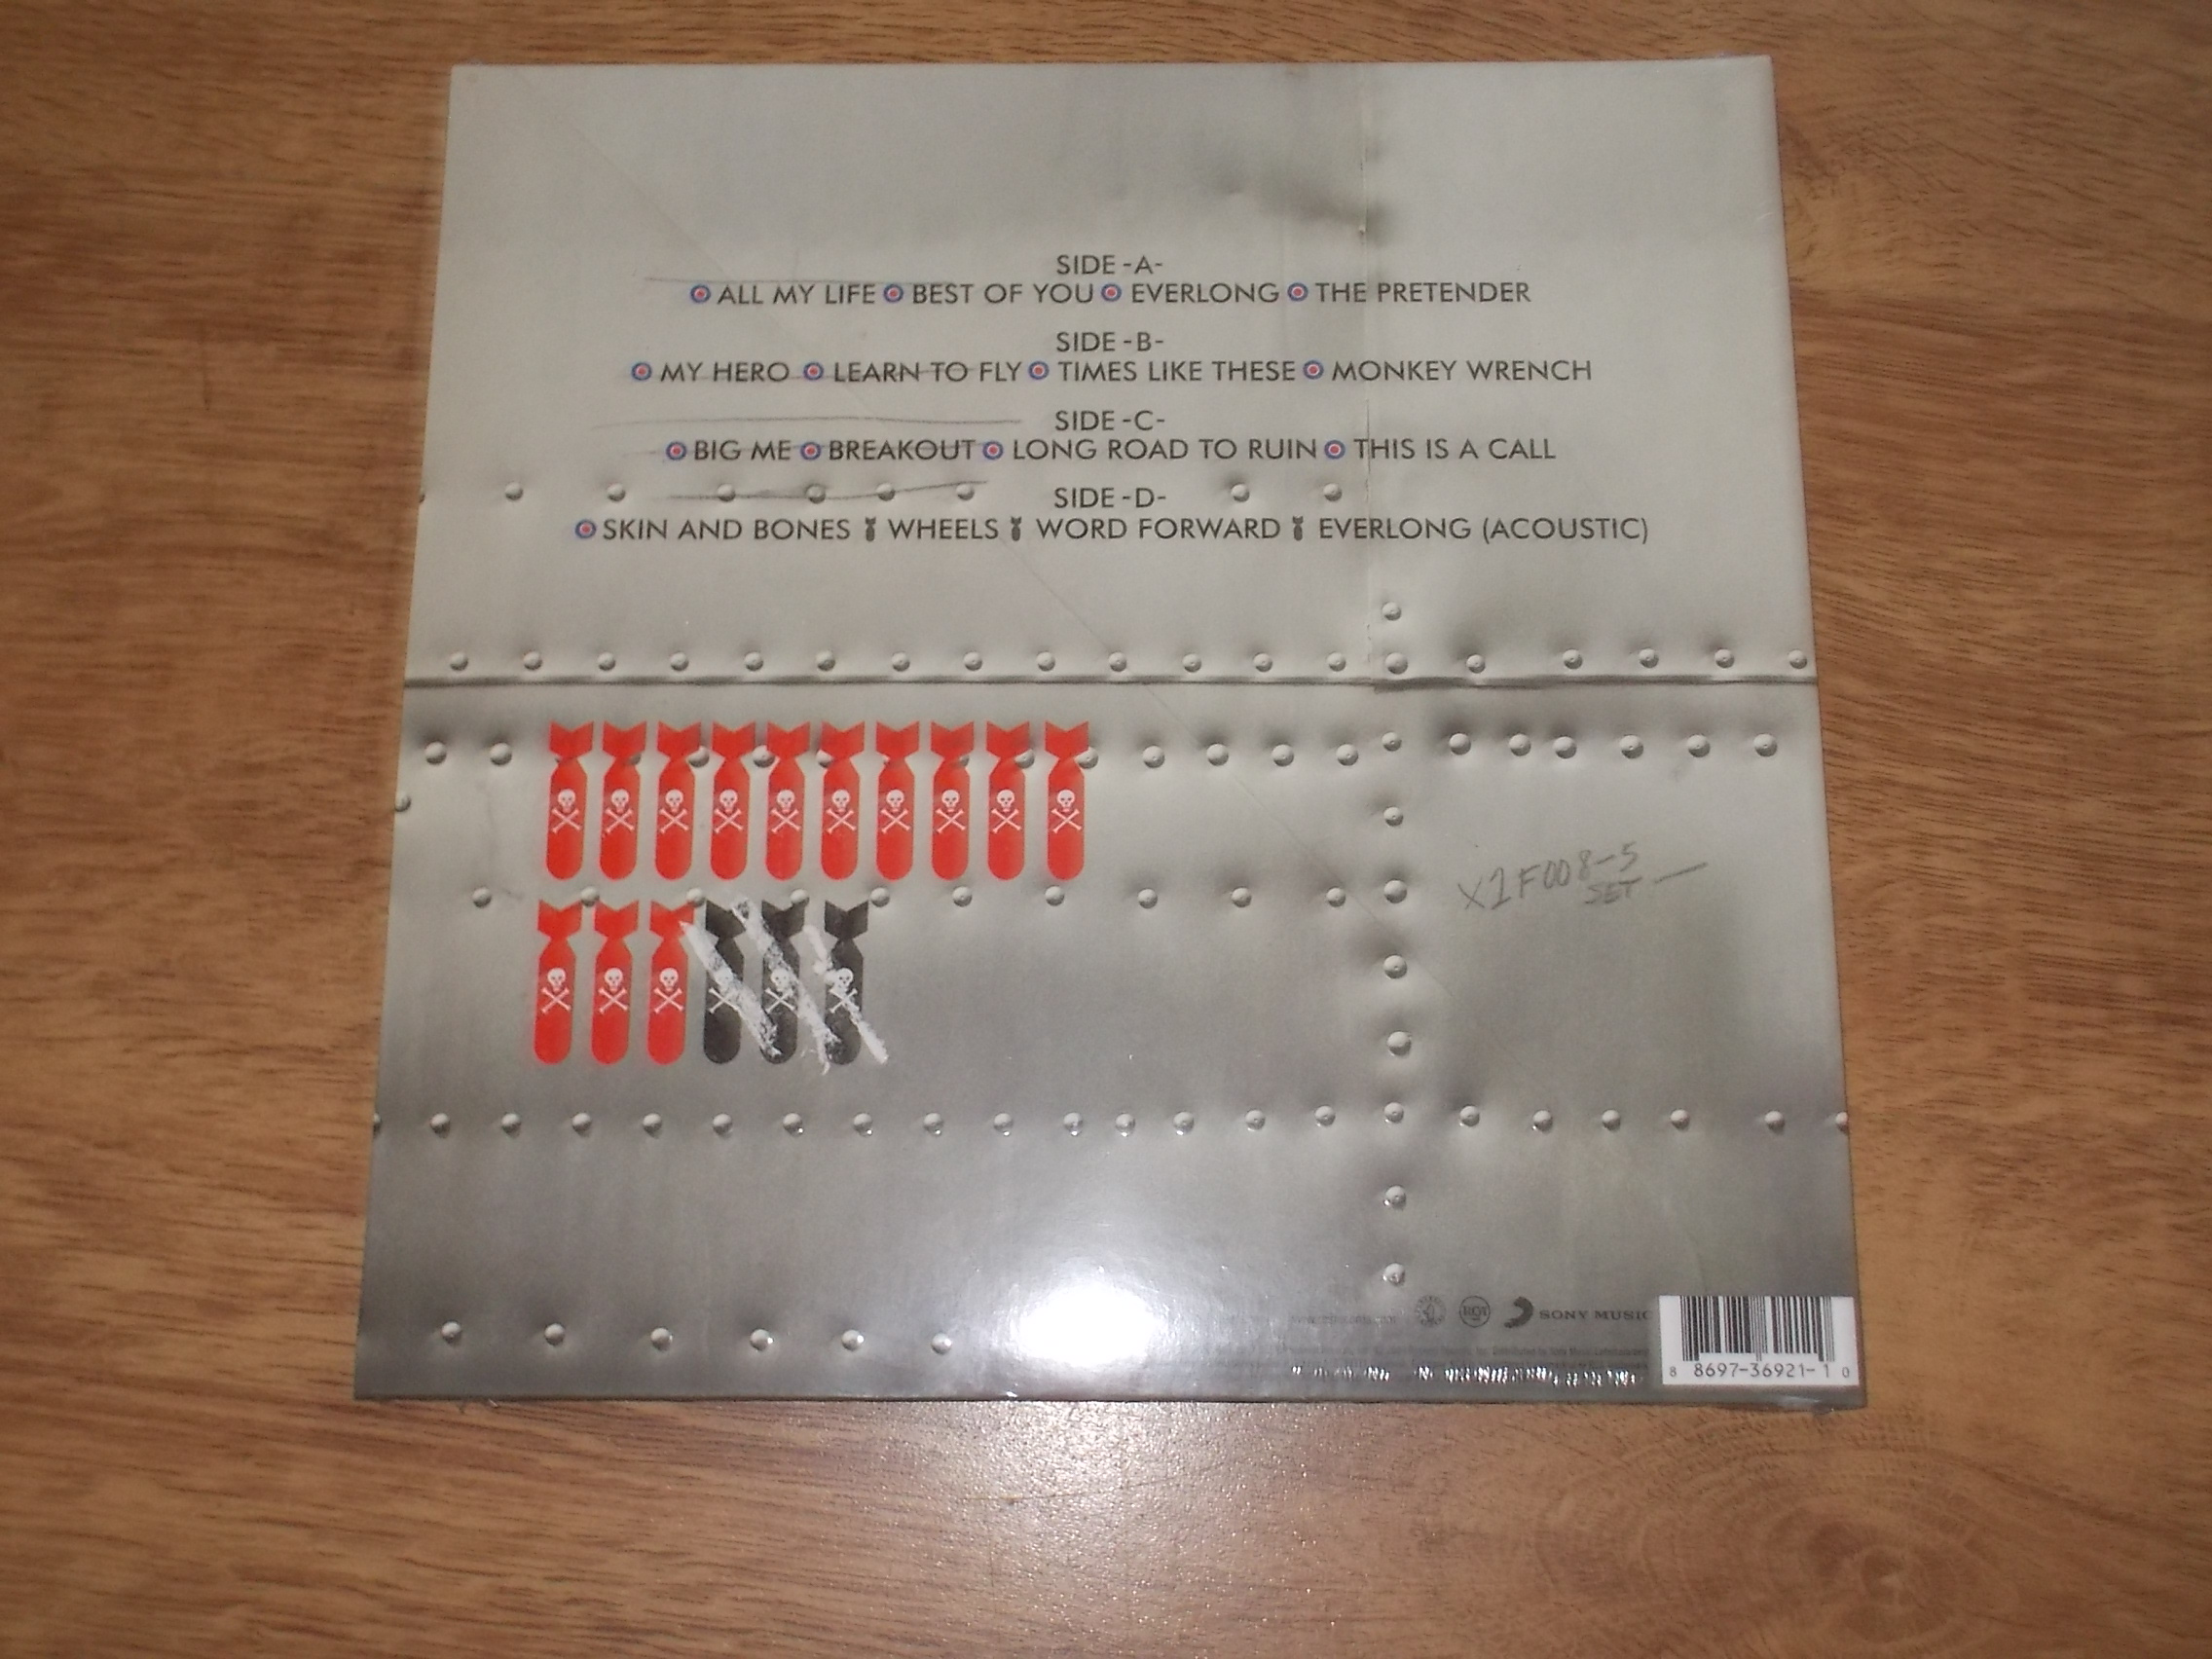 SIDE -A-
ALL MY LIFE BEST OF YOU EVERLONG THE PRETENDER
SIDE -B-
MY HERO LEARN TO FLY TIMES LIKE THESE MONKEY WRENCH
SIDE -C-
BIG ME BREAKOUT LONG ROAD TO RUIN THIS IS A CALL
SIDE -D-
SKIN AND BONES WHEELS WORD FORWARD EVERLONG (ACOUSTIC)
X2F008-5
SET
RCA SONY MUSIC
8 8697-36921-1 0